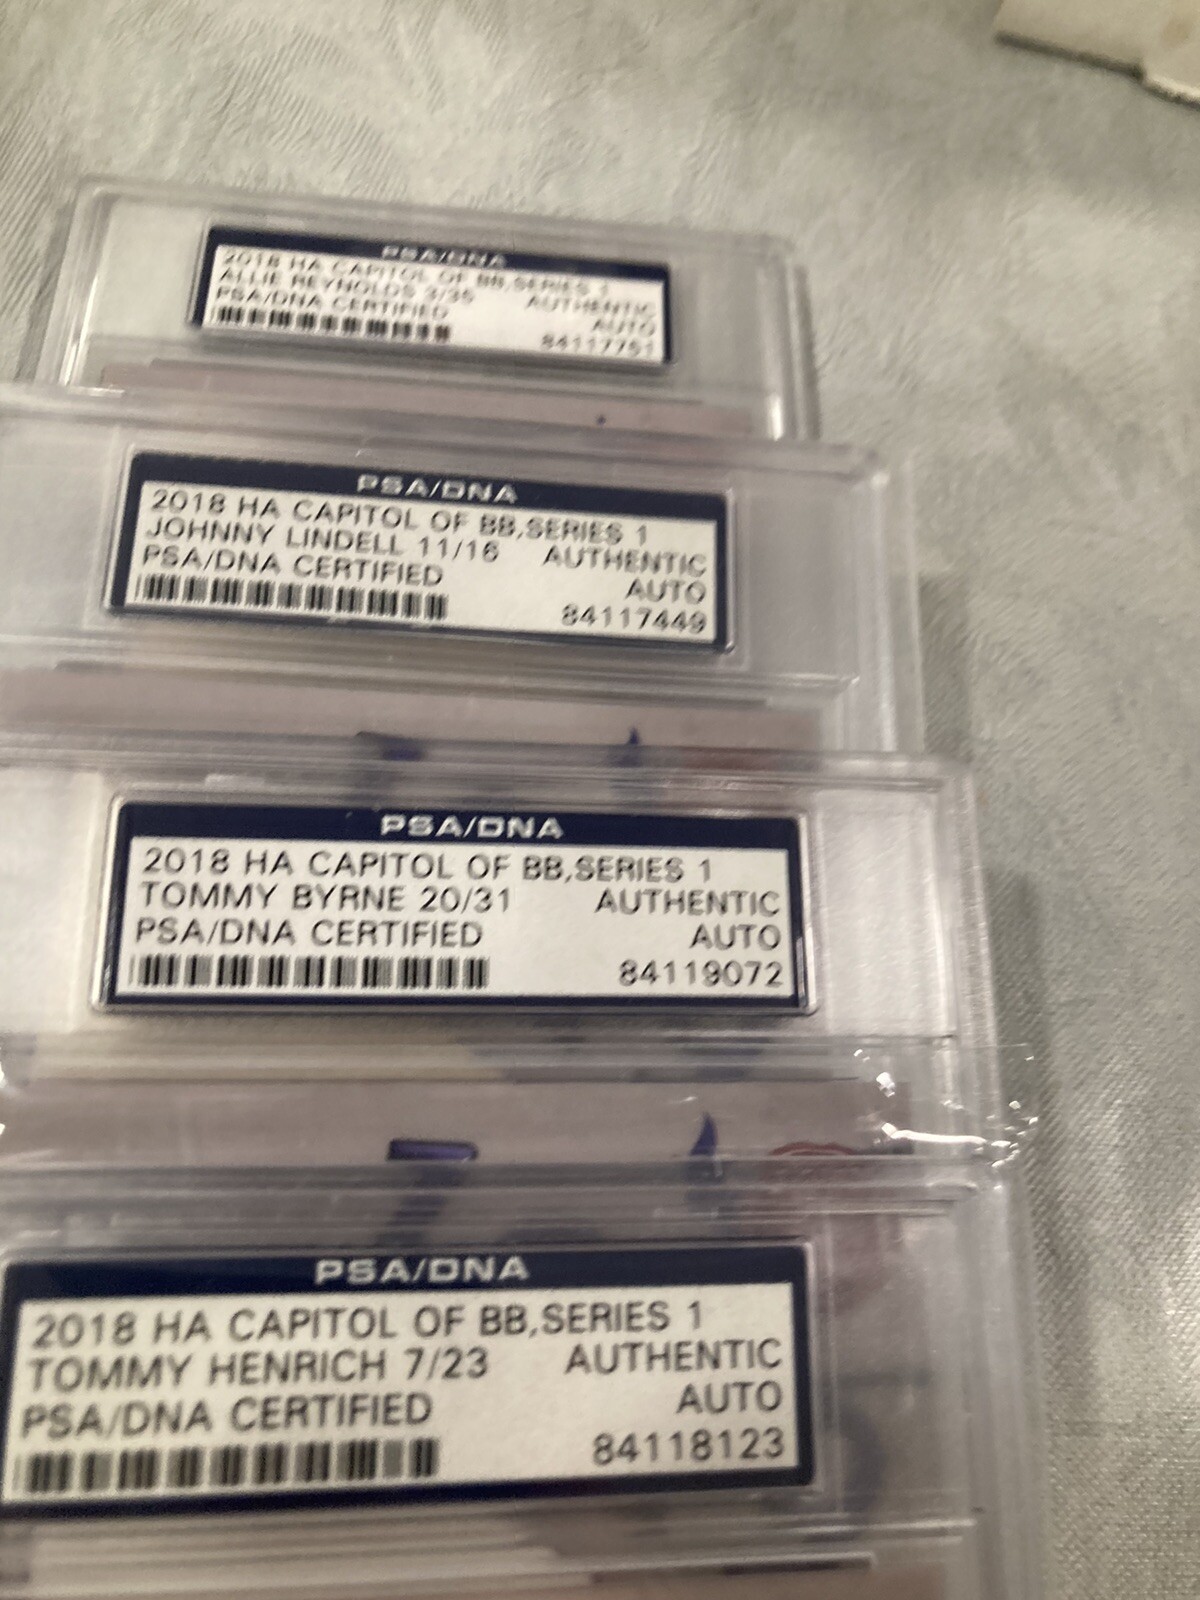 PSA/DNA
2018 HA CAPITOL OF BB,SERIES 1
ALLIE REYNOLDS 3/35 AUTHENTIC
PSA/DNA CERTIFIED AUTO
84117751
PSA/DNA
2018 HA CAPITOL OF BB,SERIES 1
JOHNNY LINDELL 11/16 AUTHENTIC
PSA/DNA CERTIFIED AUTO
84117449
PSA/DNA
2018 HA CAPITOL OF BB,SERIES 1
TOMMY BYRNE 20/31 AUTHENTIC
PSA/DNA CERTIFIED AUTO
84119072
PSA/DNA
2018 HA CAPITOL OF BB,SERIES 1
TOMMY HENRICH 7/23 AUTHENTIC
PSA/DNA CERTIFIED AUTO
84118123